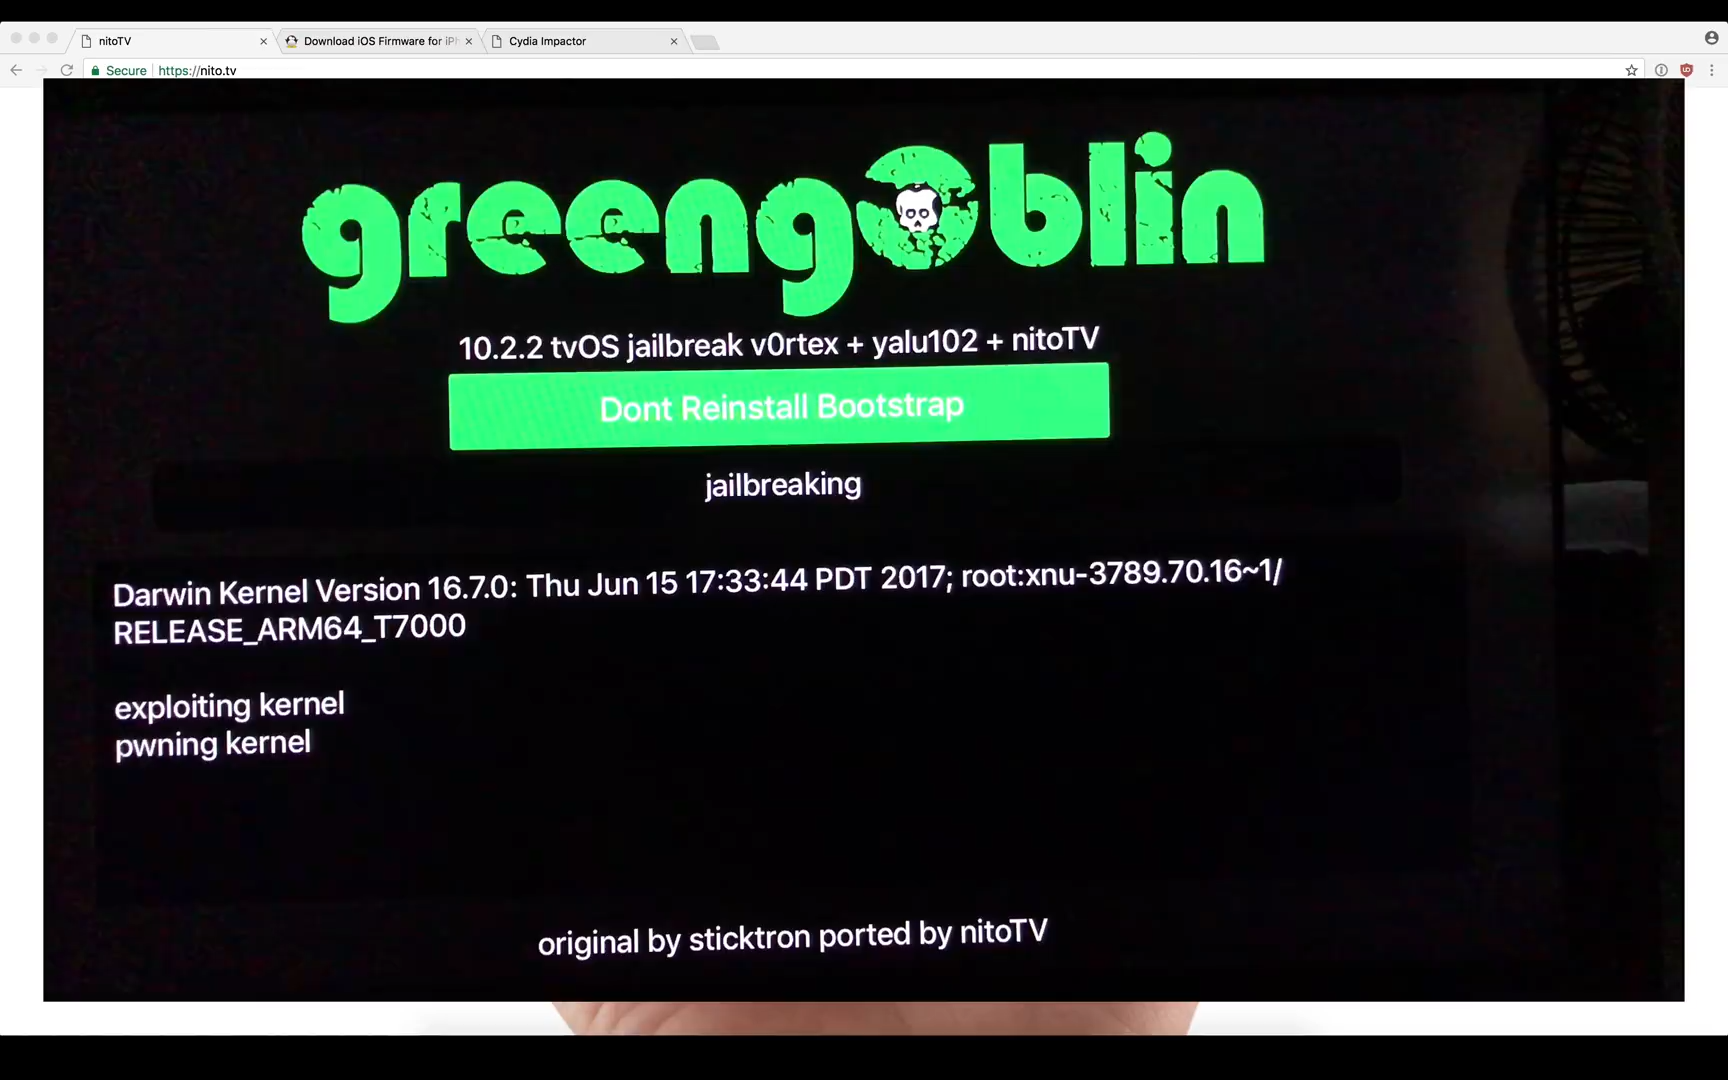 nitoTV
Download iOS Firmware for iPh
Cydia Impactor
Secure
https://nito.tv
greengoblin
10.2.2 tvOS jailbreak v0rtex + yalu102 + nitoTV
Dont Reinstall Bootstrap
jailbreaking
Darwin Kernel Version 16.7.0: Thu Jun 15 17:33:44 PDT 2017; root:xnu-3789.70.16~1/
RELEASE_ARM64_T7000
exploiting kernel
pwning kernel
original by sticktron ported by nitoTV